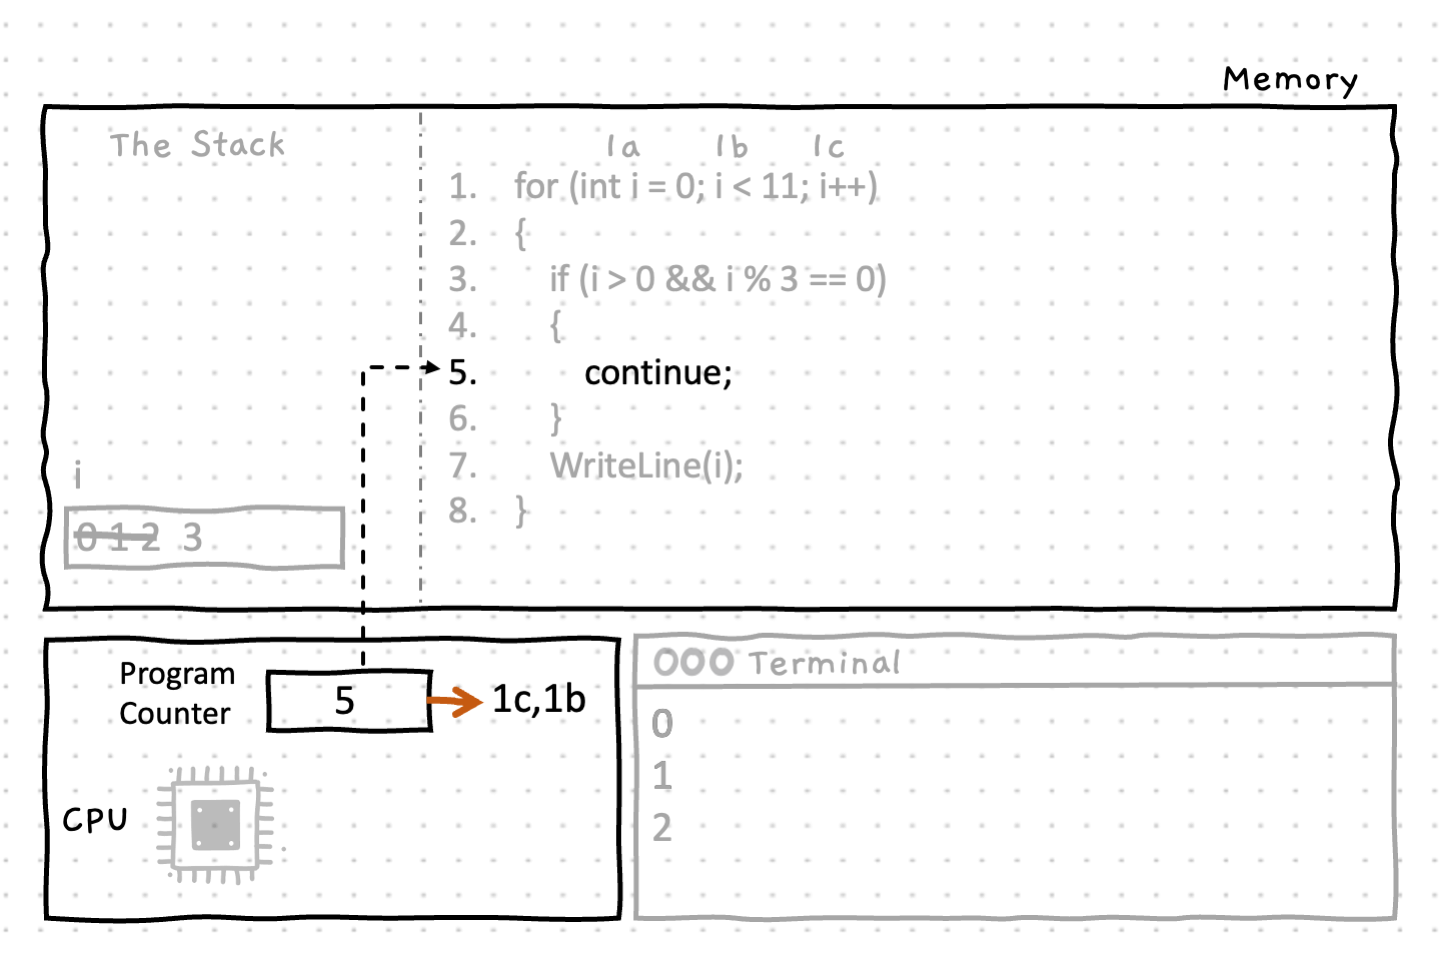 Memory
The Stack
1a 1b 1c
1. for (int i = 0; i < 11; i++)
2. {
3. if (i > 0 && i % 3 == 0)
4. {
5. continue;
6. }
7. WriteLine(i);
8. }
i
0 1 2 3
Program
Counter
5
1c,1b
CPU
Terminal
0
1
2